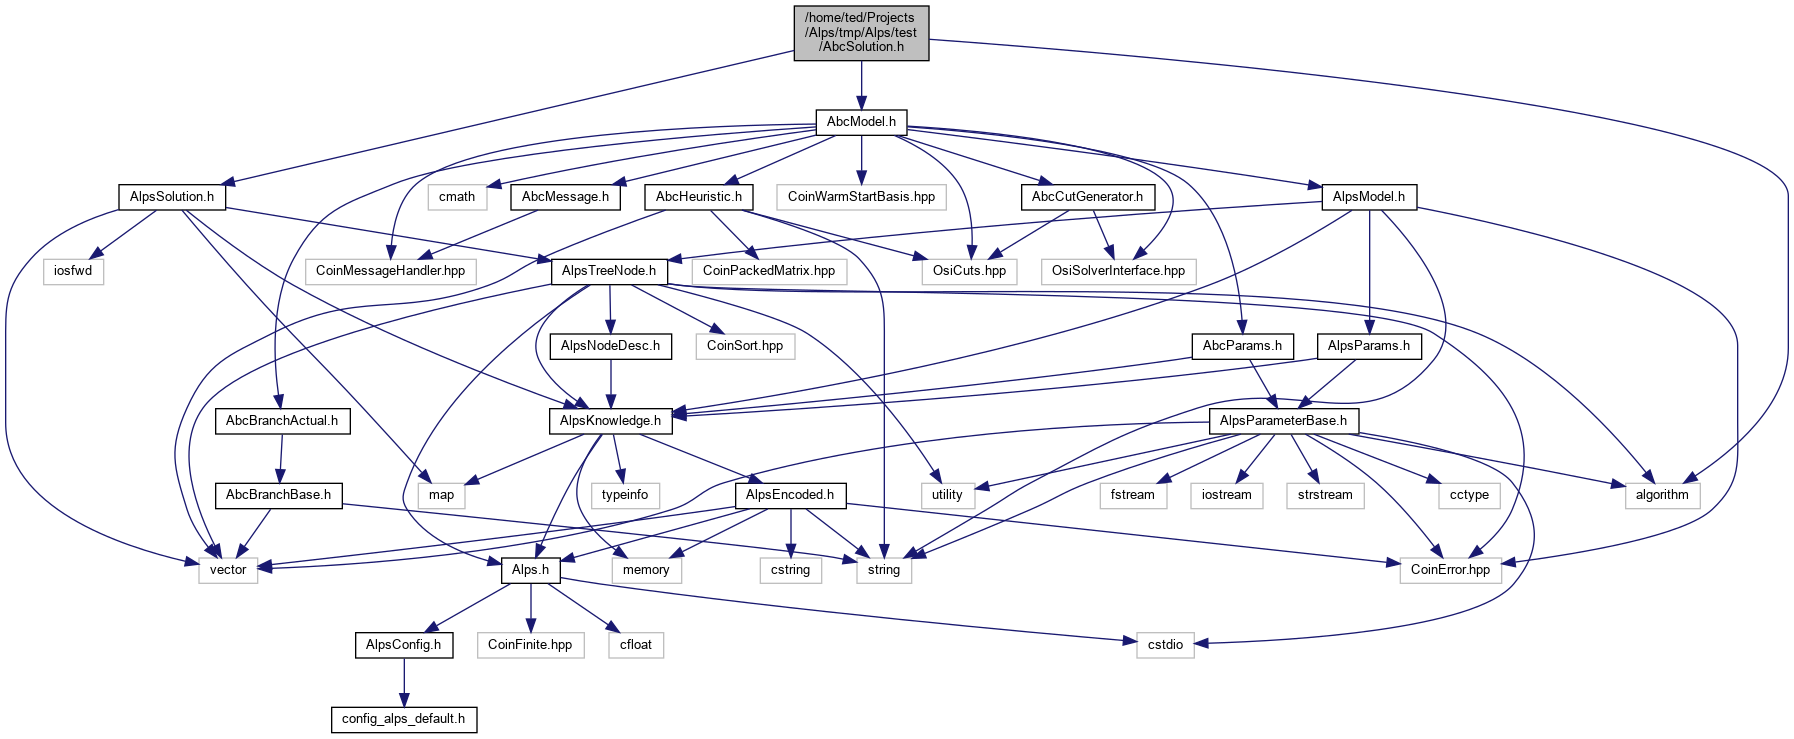 /home/ted/Projects
/Alps/tmp/Alps/test
/AbcSolution.h
AbcModel.h
AlpsSolution.h
cmath
AbcMessage.h
AbcHeuristic.h
CoinWarmStartBasis.hpp
AbcCutGenerator.h
AlpsModel.h
iosfwd
CoinMessageHandler.hpp
AlpsTreeNode.h
CoinPackedMatrix.hpp
OsiCuts.hpp
OsiSolverInterface.hpp
AlpsNodeDesc.h
CoinSort.hpp
AbcParams.h
AlpsParams.h
AbcBranchActual.h
AlpsKnowledge.h
AlpsParameterBase.h
AbcBranchBase.h
map
typeinfo
AlpsEncoded.h
utility
fstream
iostream
strstream
cctype
algorithm
vector
Alps.h
memory
cstring
string
CoinError.hpp
AlpsConfig.h
CoinFinite.hpp
cfloat
cstdio
config_alps_default.h